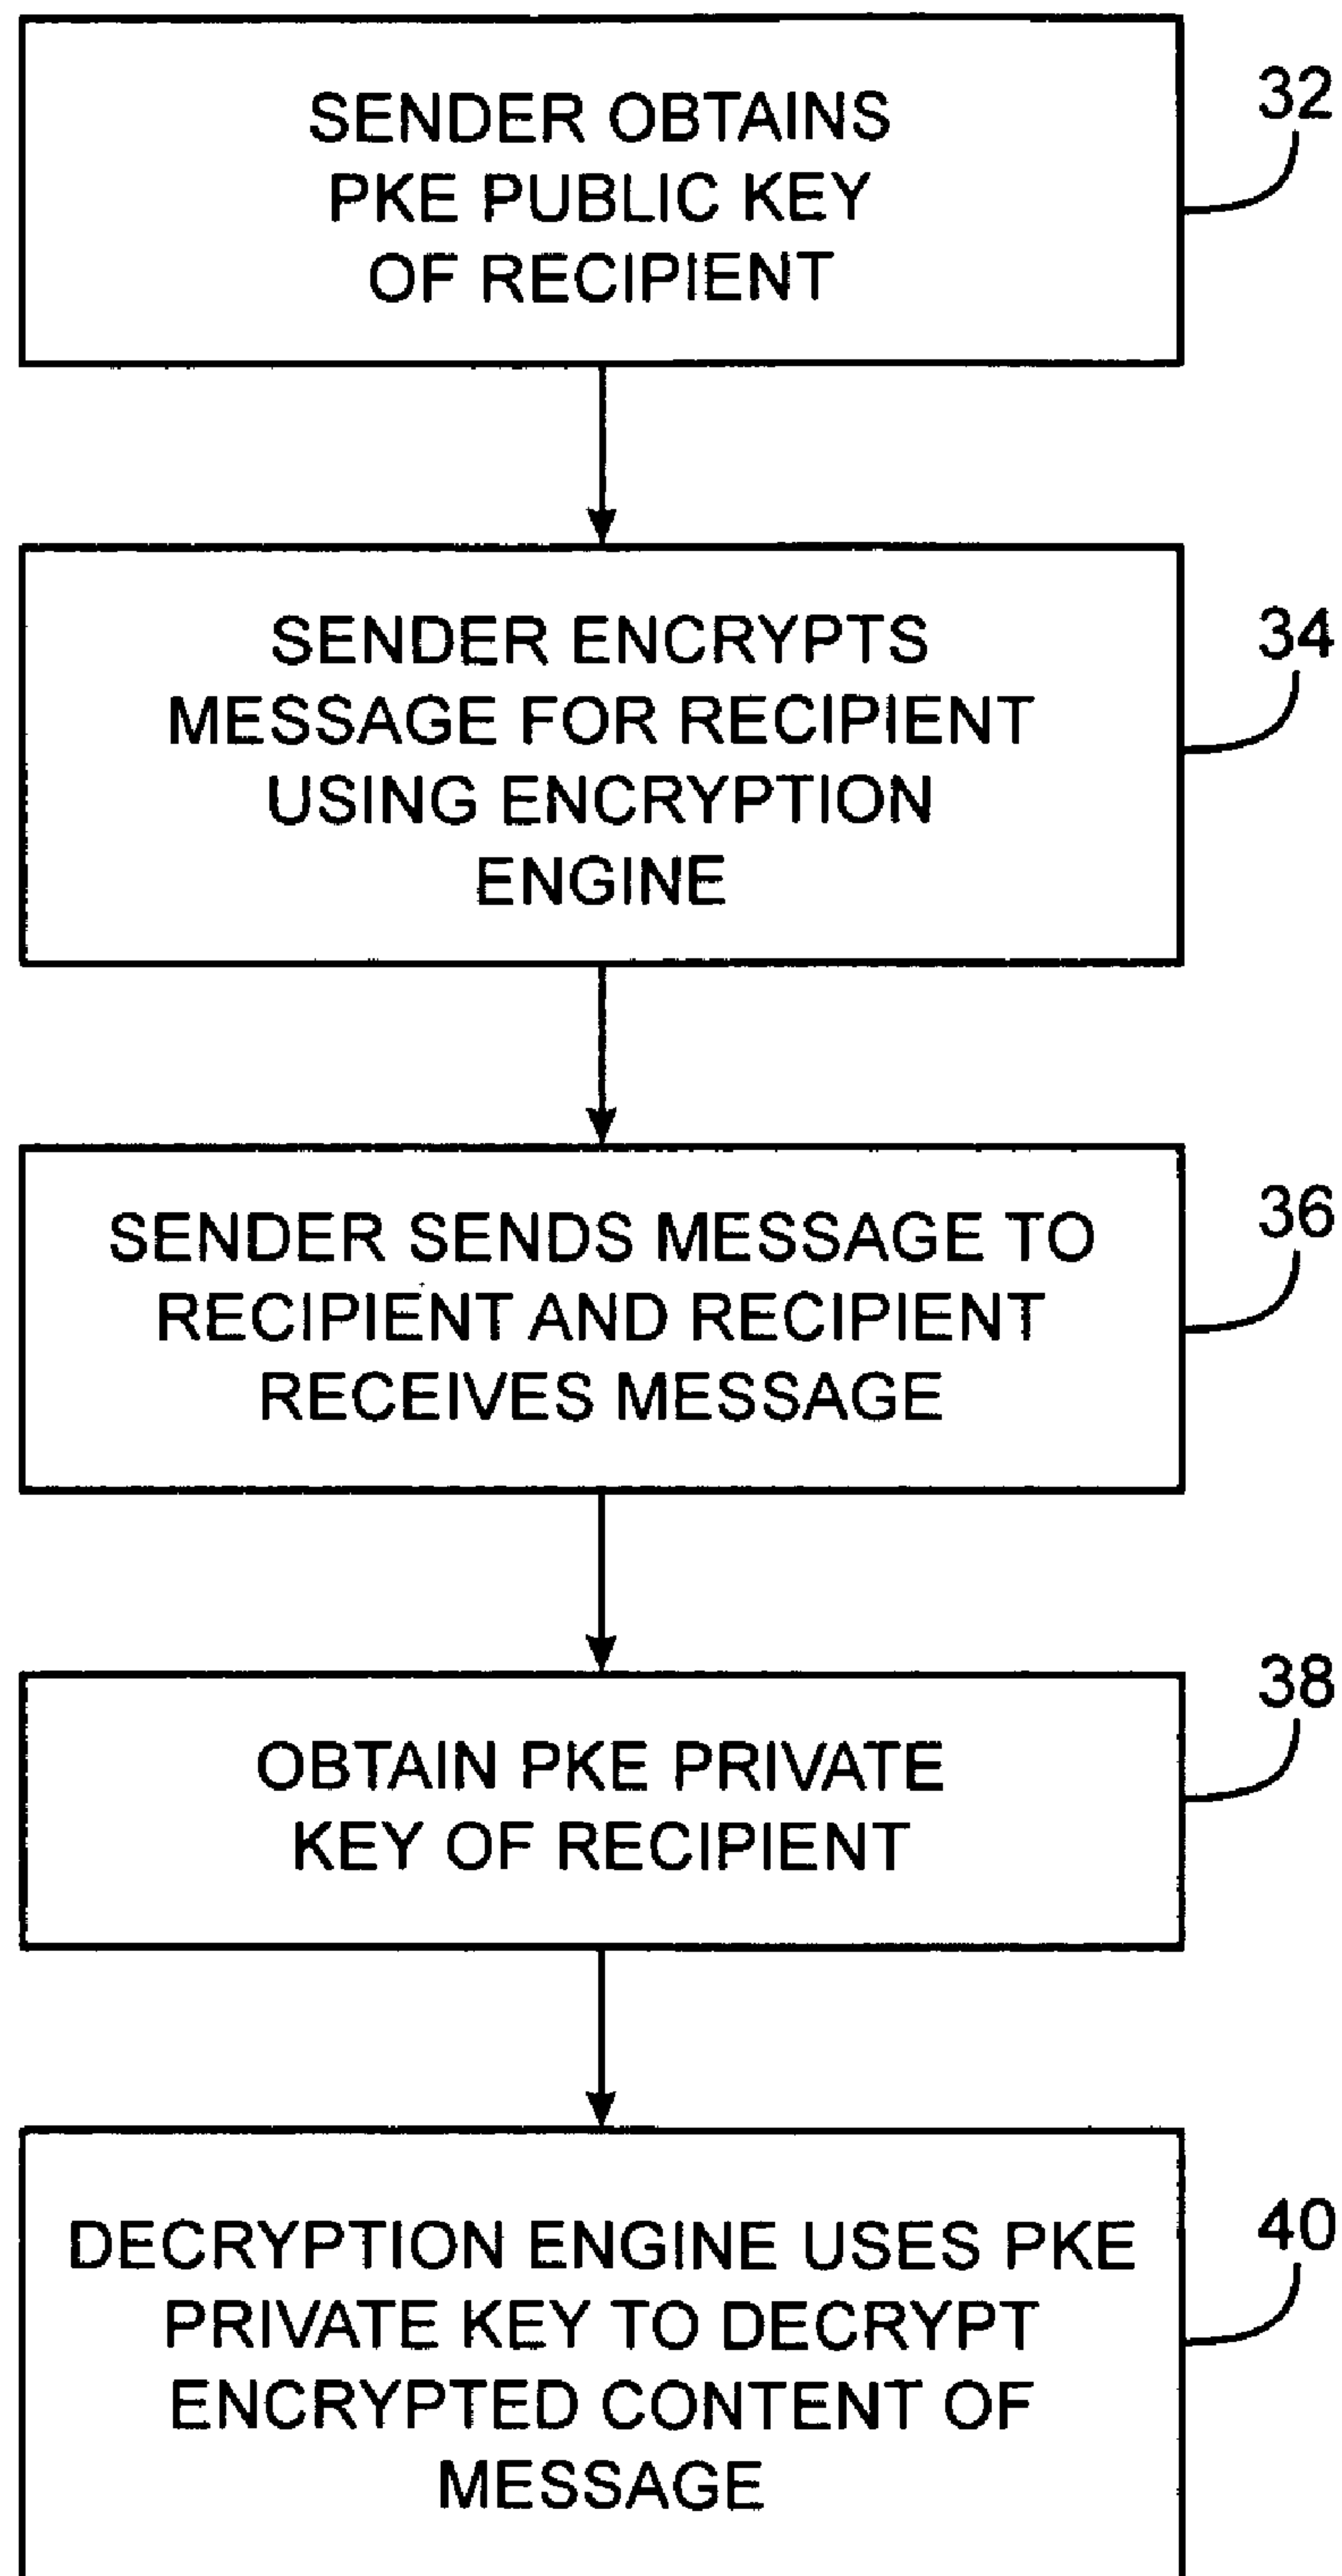 SENDER OBTAINS
PKE PUBLIC KEY
OF RECIPIENT
32
SENDER ENCRYPTS
MESSAGE FOR RECIPIENT
USING ENCRYPTION
ENGINE
34
SENDER SENDS MESSAGE TO
RECIPIENT AND RECIPIENT
RECEIVES MESSAGE
36
OBTAIN PKE PRIVATE
KEY OF RECIPIENT
38
DECRYPTION ENGINE USES PKE
PRIVATE KEY TO DECRYPT
ENCRYPTED CONTENT OF
MESSAGE
40